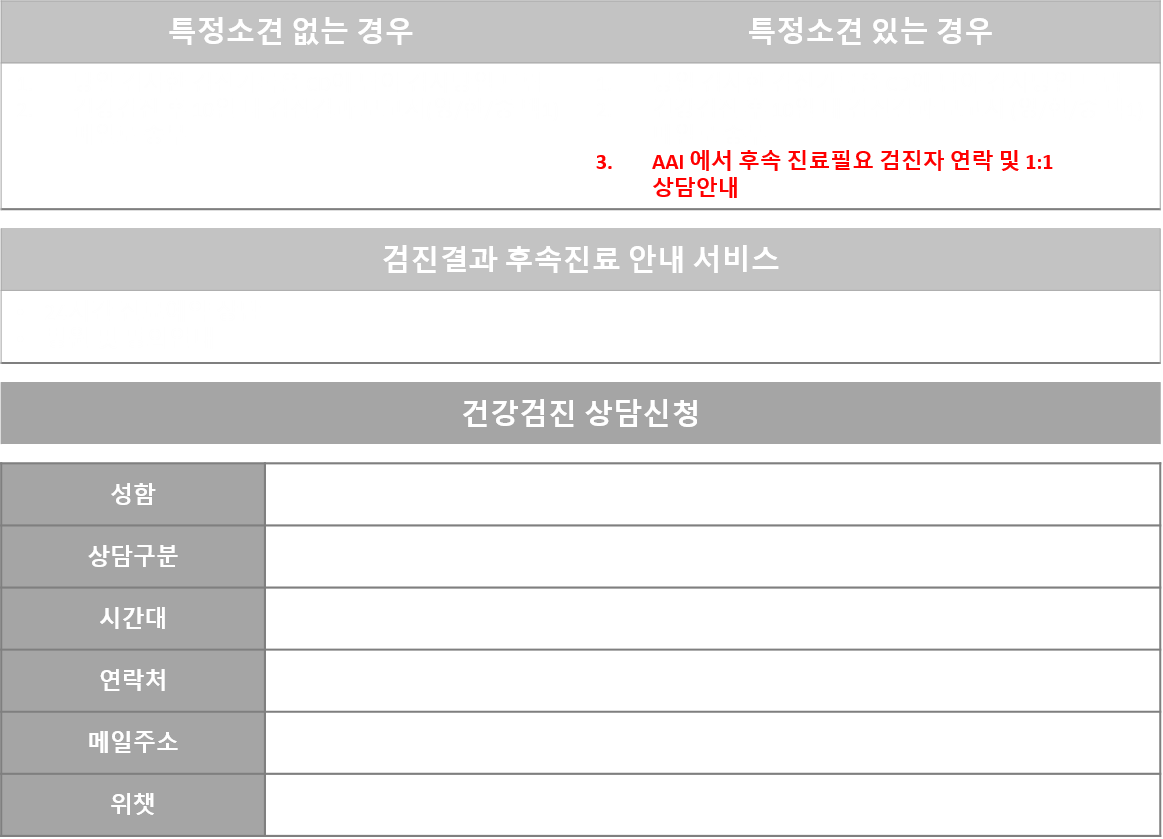 특정소견 없는 경우
특정소견 있는 경우
3. AAI 에서 후속 진료필요 검진자 연락 및 1:1
상담안내
검진결과 후속진료 안내 서비스
건강검진 상담신청
성함
상담구분
시간대
연락처
메일주소
위챗